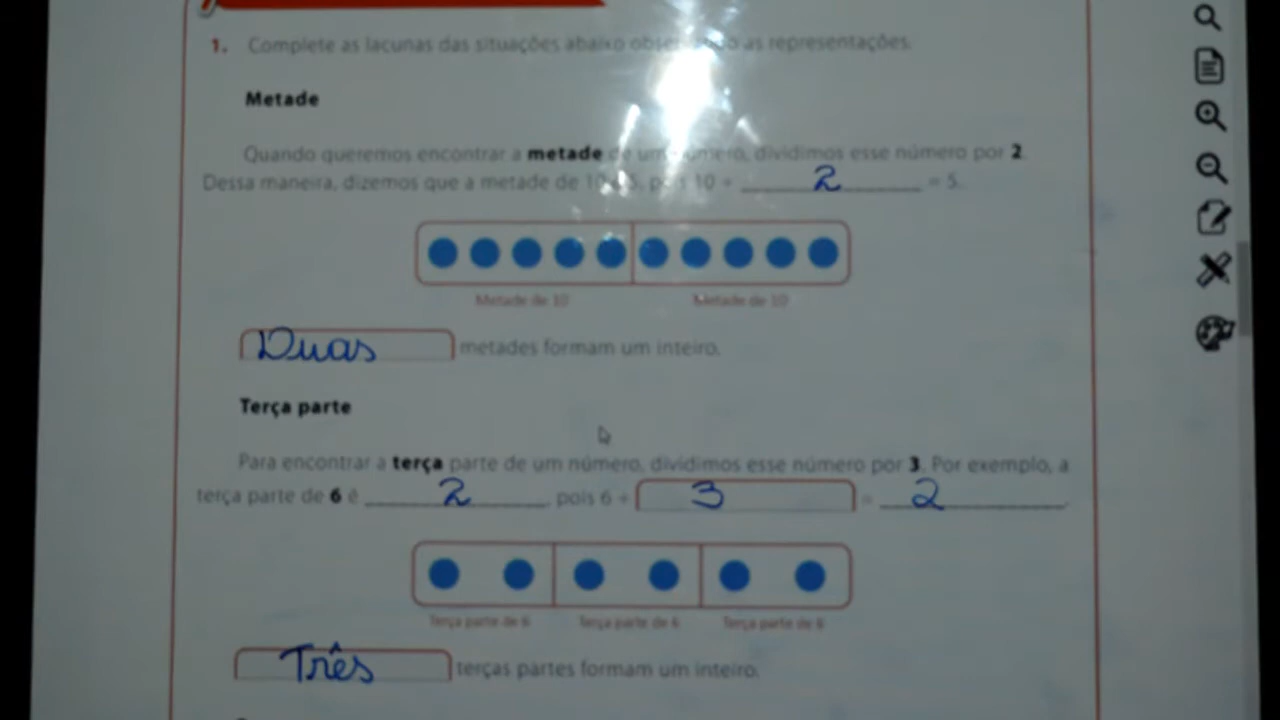 1. Complete as lacunas das situações abaixo as representações.
Metade
Quando queremos encontrar a metade de um número, dividimos esse número por 2.
Dessa maneira, dizemos que a metade de 10 é 5, pois 10 ÷ 2 = 5.
Metade de 10 Metade de 10
Duas metades formam um inteiro.
Terça parte
Para encontrar a terça parte de um número, dividimos esse número por 3. Por exemplo, a
terça parte de 6 é 2 pois 6 ÷ 3 = 2.
Terça parte de 6 Terça parte de 6 Terça parte de 6
Três terças partes formam um inteiro.